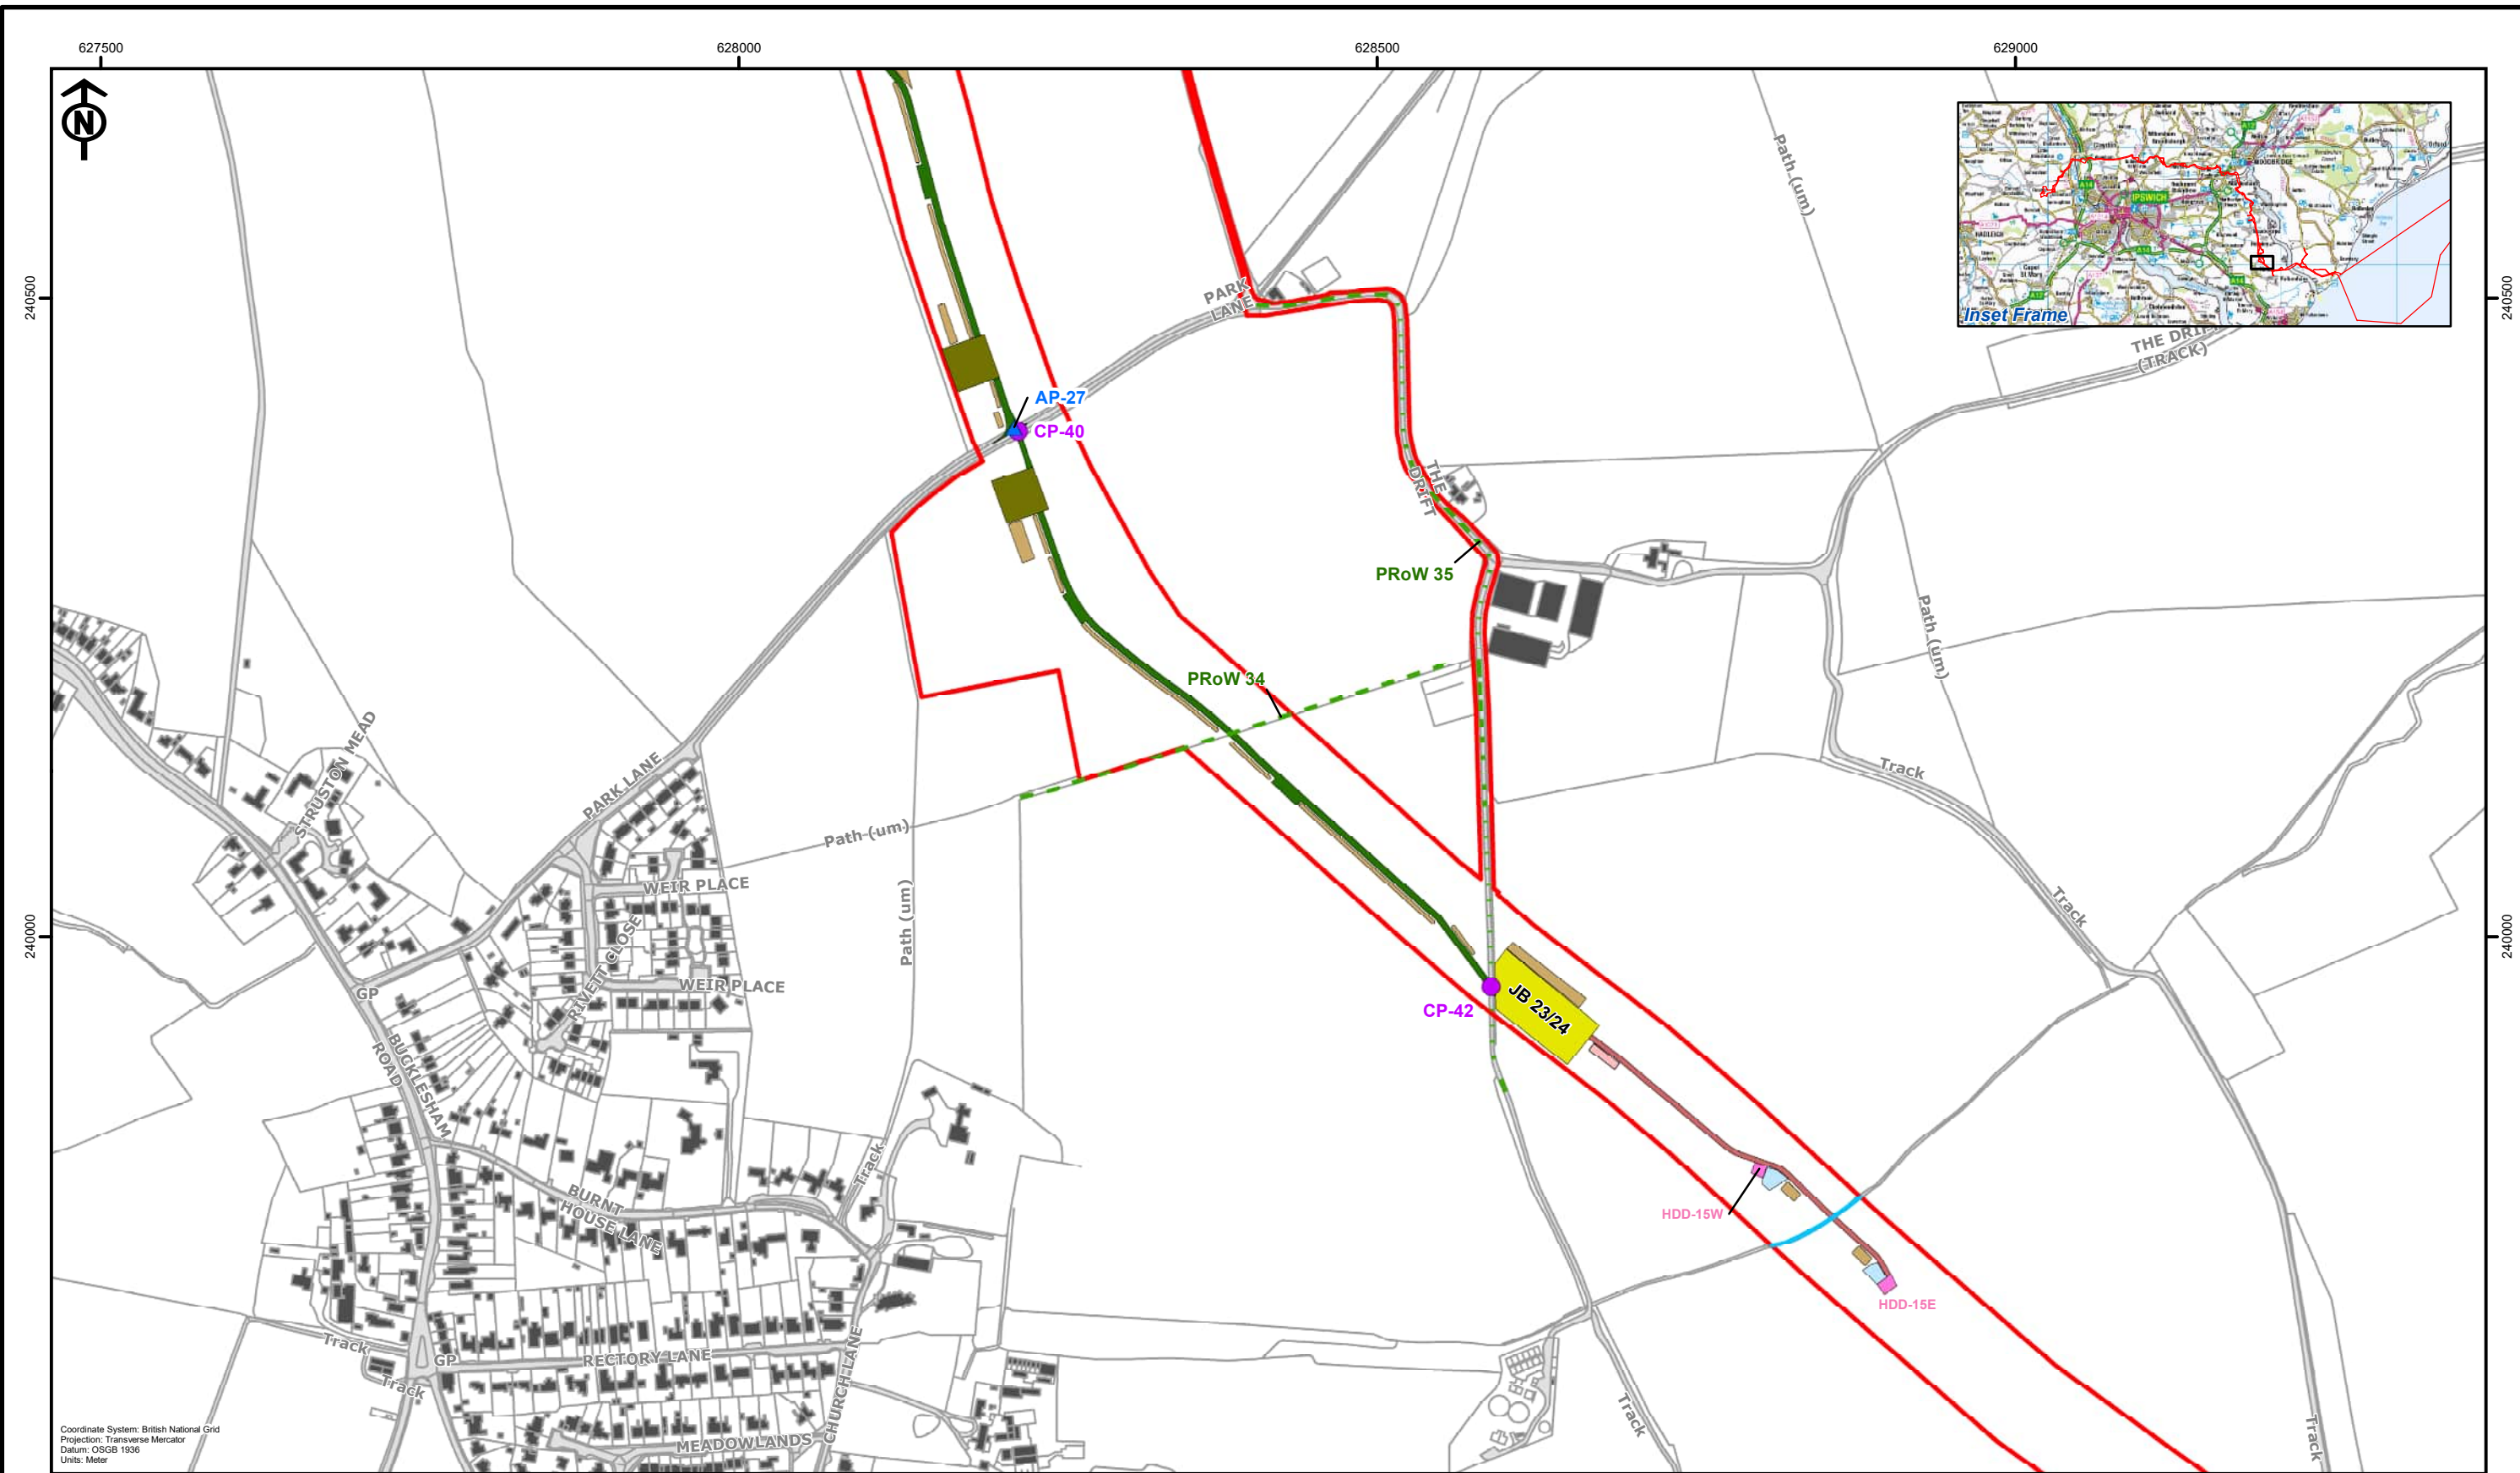 627500
628000
628500
629000
N
240500
240500
240000
240000
IPSWICH
WOODBRIDGE
HADLEIGH
Inset Frame
Path (um)
PARK
LANE
THE DRIFT
(TRACK)
AP-27
CP-40
THE
DRIFT
PRoW 35
Path (um)
PRoW 34
STRUSTON MEAD
PARK LANE
Track
Path (um)
WEIR PLACE
Path (um)
RIVETT CLOSE
Track
WEIR PLACE
GP
CP-42
JB 23/24
BUCKLESHAM
ROAD
Track
BURNT
HOUSE LANE
HDD-15W
HDD-15E
Track
GP
RECTORY LANE
Track
CHURCH LANE
Track
Track
MEADOWLANDS
Coordinate System: British National Grid
Projection: Transverse Mercator
Datum: OSGB 1936
Units: Meter